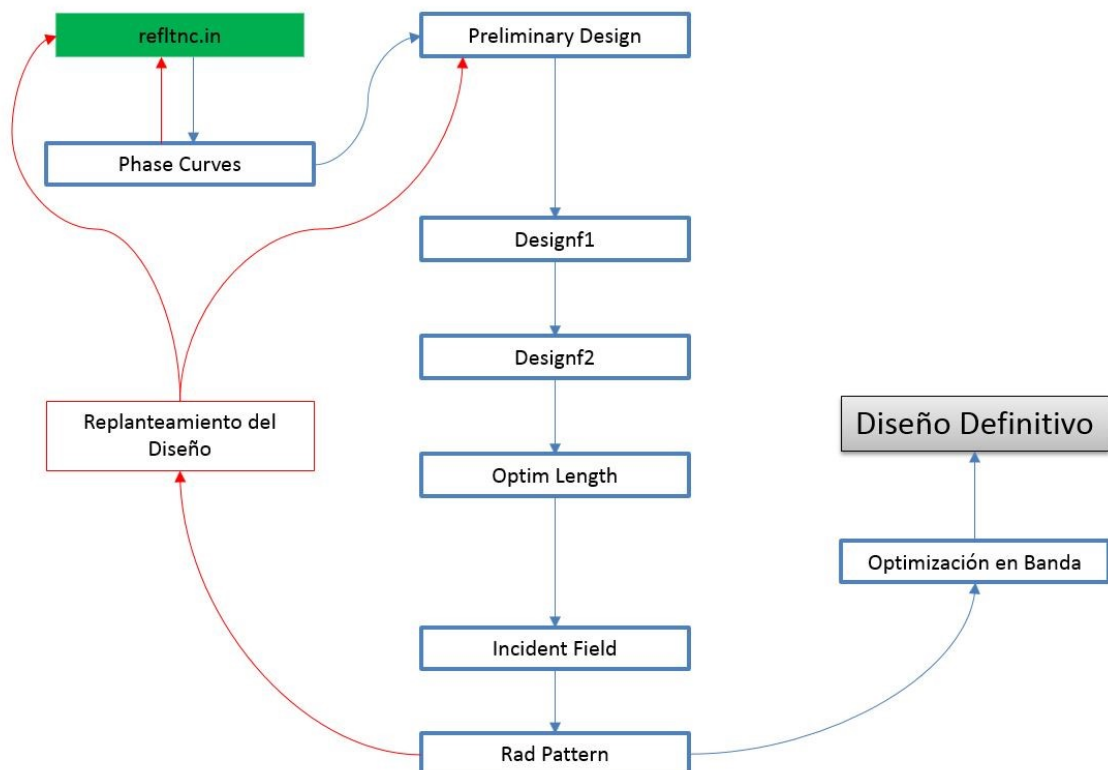 refltnc.in
Preliminary Design
Phase Curves
Designf1
Designf2
Replanteamiento del
Diseño
Diseño Definitivo
Optim Length
Optimización en Banda
Incident Field
Rad Pattern